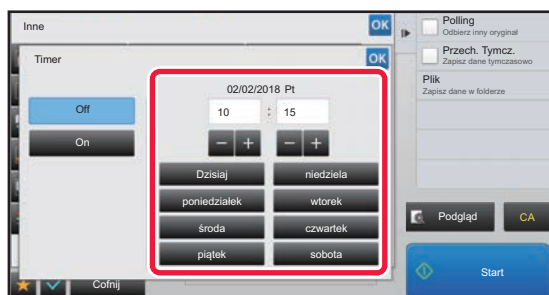 Inne
OK
Timer
OK
02/02/2018 Pt
Off
10 : 15
On
Dzisiaj
niedziela
poniedziałek
wtorek
środa
czwartek
piątek
sobota
Cofnij
Polling
Odbierz inny oryginał
Przech. Tymcz.
Zapisz dane tymczasowo
Plik
Zapisz dane w folderze
Podgląd
CA
Start